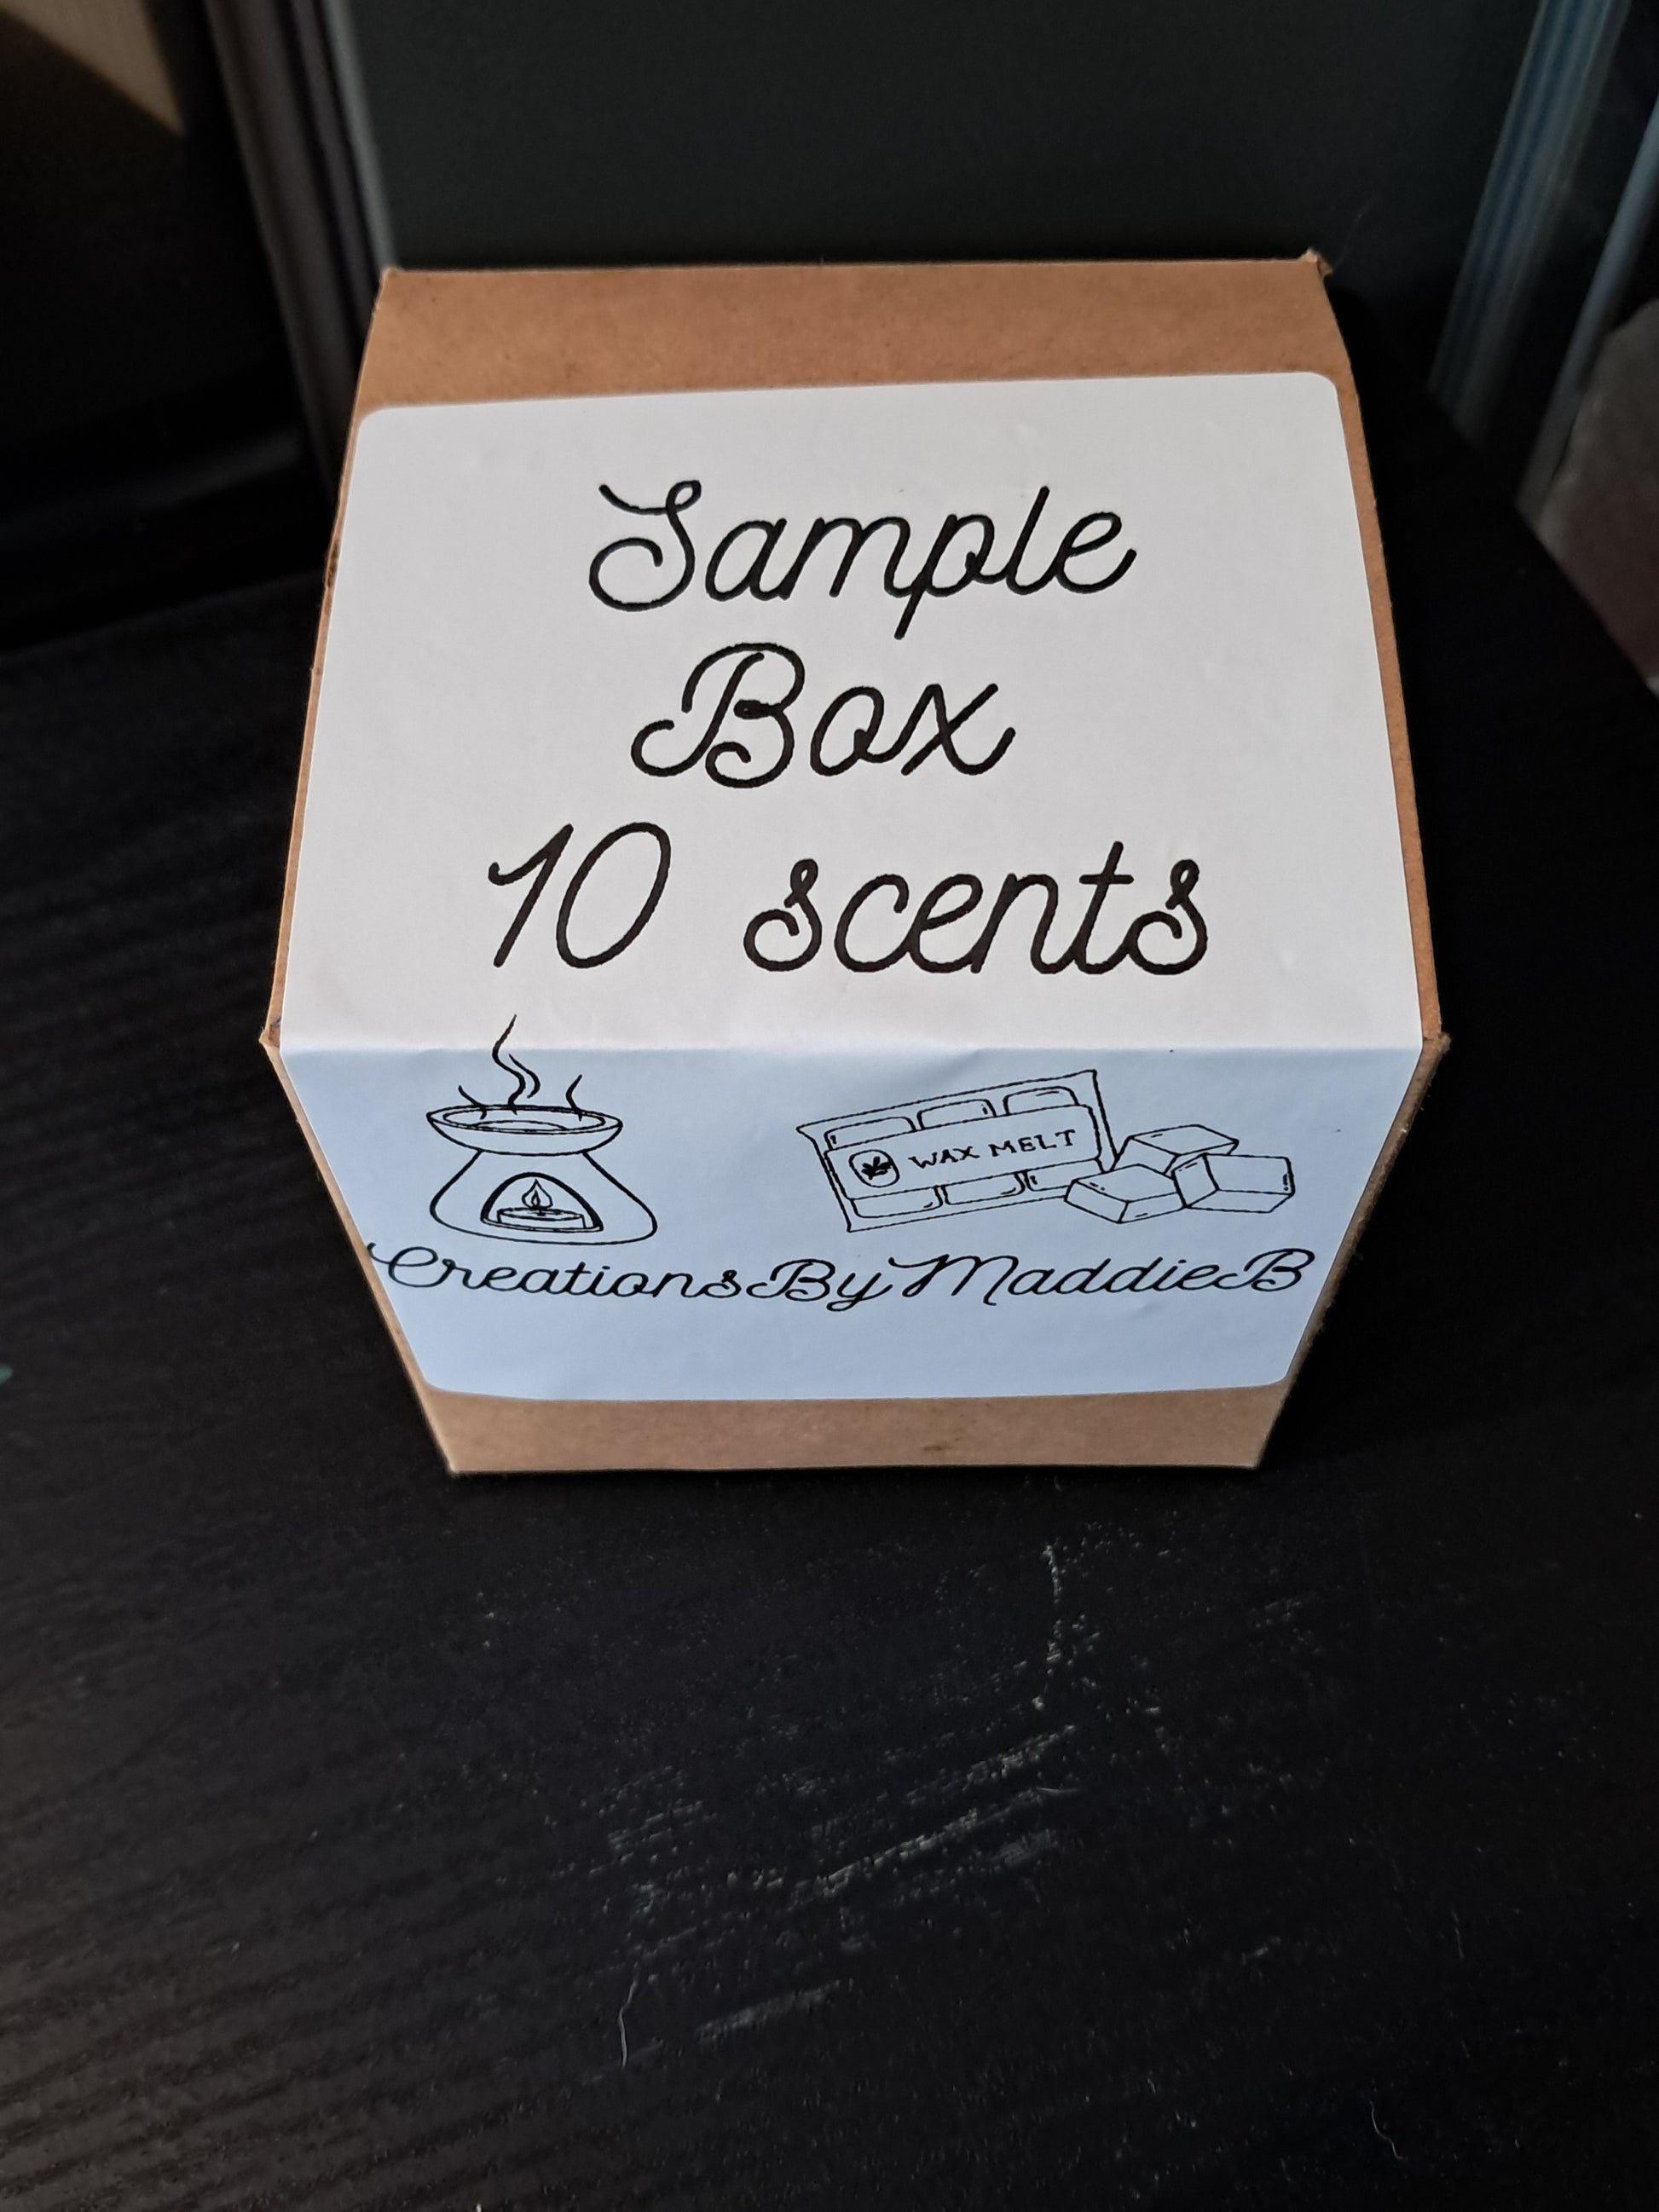 Sample
Box
10 scents
WAX MELT
CreationsByMaddieB